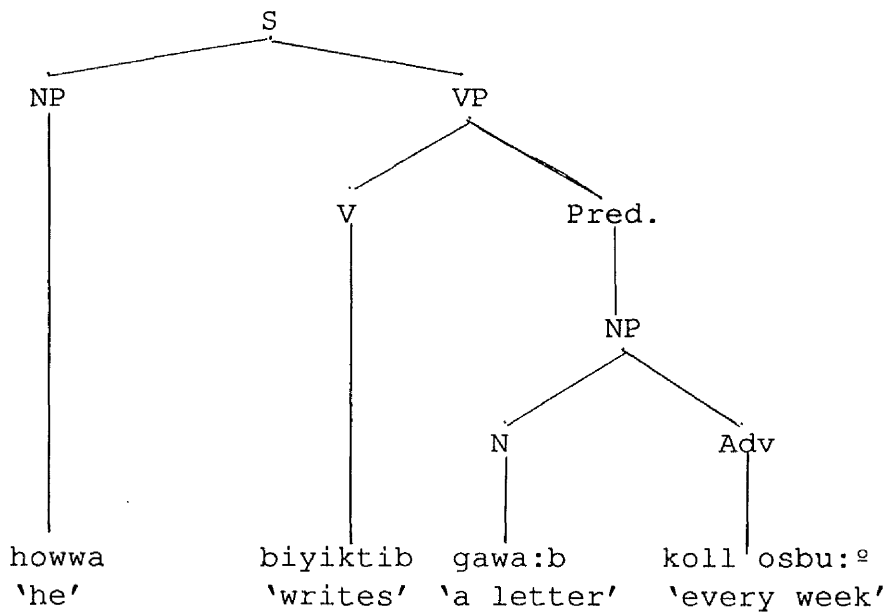 S
NP VP
V Pred.
NP
N Adv
howwa biyiktib gawa:b koll osbu:º
'he' 'writes' 'a letter' 'every week'